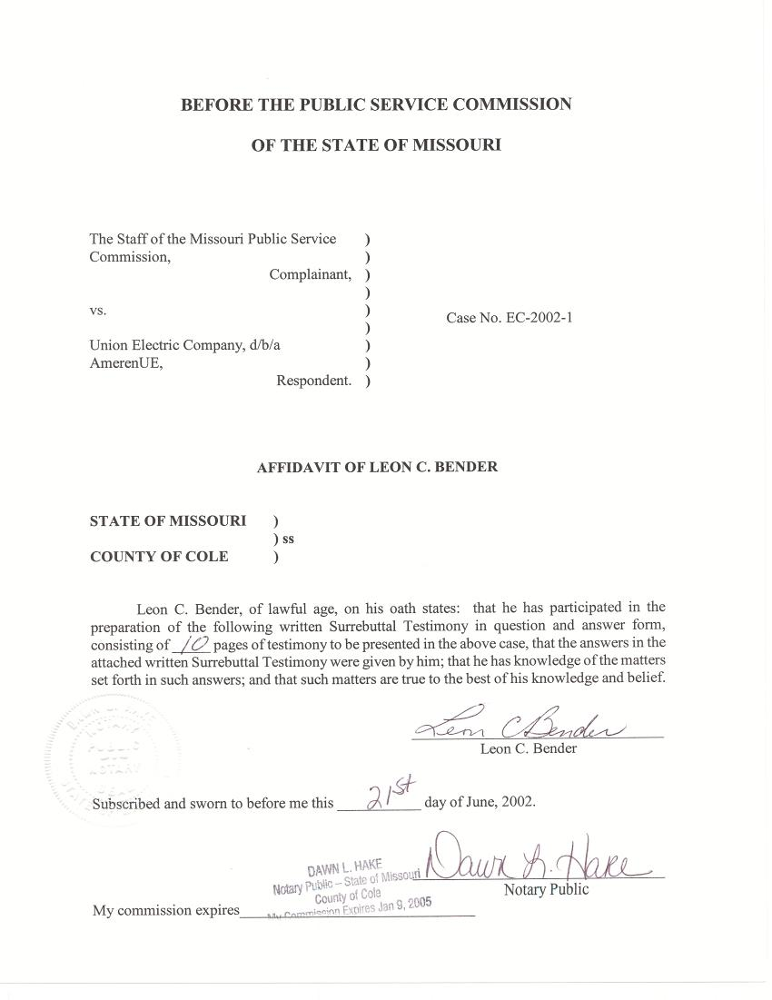 BEFORE THE PUBLIC SERVICE COMMISSION
OF THE STATE OF MISSOURI
The Staff of the Missouri Public Service )
Commission, )
Complainant, )
)
vs. )
Case No. EC-2002-1
)
Union Electric Company, d/b/a )
AmerenUE, )
Respondent. )
AFFIDAVIT OF LEON C. BENDER
STATE OF MISSOURI )
) ss
COUNTY OF COLE )
Leon C. Bender, of lawful age, on his oath states: that he has participated in the
preparation of the following written Surrebuttal Testimony in question and answer form,
consisting of 10 pages of testimony to be presented in the above case, that the answers in the
attached written Surrebuttal Testimony were given by him; that he has knowledge of the matters
set forth in such answers; and that such matters are true to the best of his knowledge and belief.
Leon C Bender
Leon C. Bender
NOTARY
PUBLIC
NOTARY
Subscribed and sworn to before me this 21st day of June, 2002.
Dawn L. Hake
Notary Public
DAWN L. HAKE
Notary Public – State of Missouri
County of Cole
My Commission Expires Jan 9, 2005
My commission expires